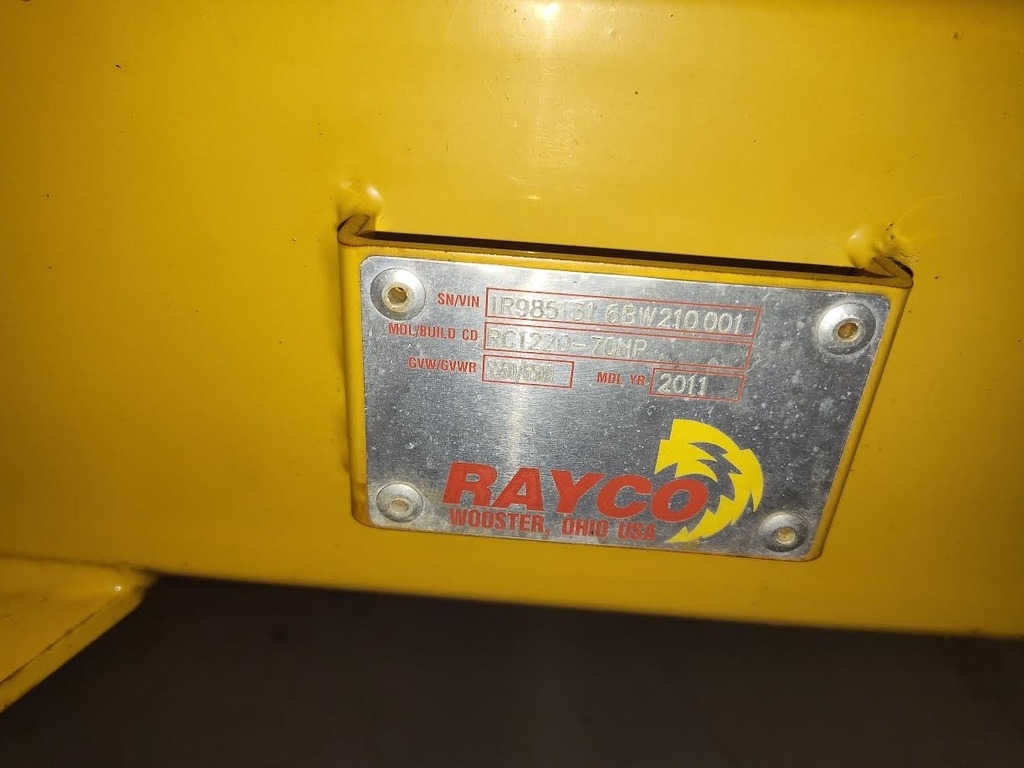 SN/VIN 1R985131 6BW210 001
MDL/BUILD CD RC1220-70HP
GVW/GVWR MDL YR 2011
RAYCO
WOOSTER, OHIO USA